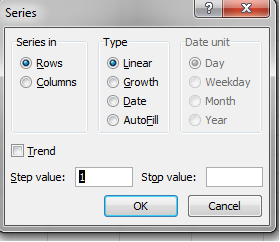 Series
Series in Type Date unit
Rows Linear Day
Columns Growth Weekday
Date Month
AutoFill Year
Trend
Step value: 1 Stop value:
OK Cancel